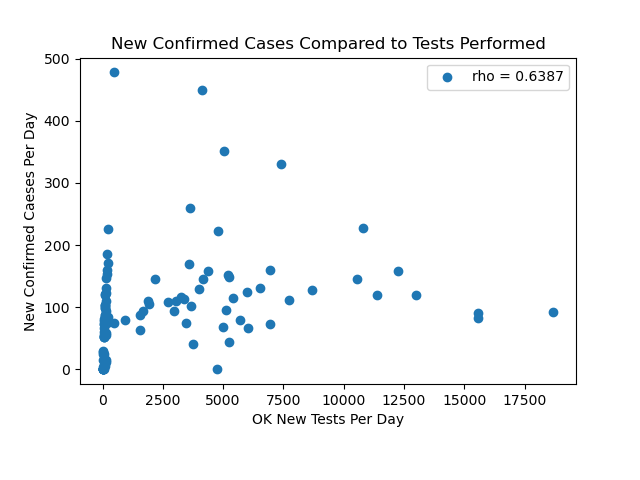 New Confirmed Cases Compared to Tests Performed
rho = 0.6387
New Confirmed Caeses Per Day
500
400
300
200
100
0
0 2500 5000 7500 10000 12500 15000 17500
OK New Tests Per Day